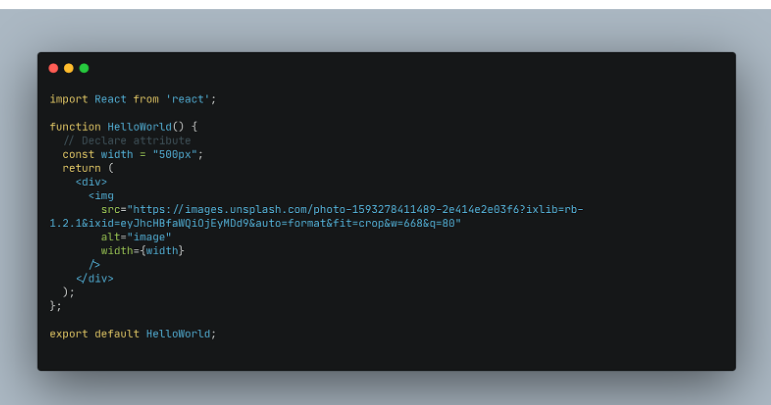 import React from 'react';
function HelloWorld() {
// Declare attribute
const width = "500px";
return (
<div>
<img
src="https://images.unsplash.com/photo-1593278411489-2e414e2e03f6?ixlib=rb-
1.2.1&ixid=eyJhcHBfaWQiOjEyMDd9&auto=format&fit=crop&w=668&q=80"
alt="image"
width={width}
/>
</div>
);
};
export default HelloWorld;